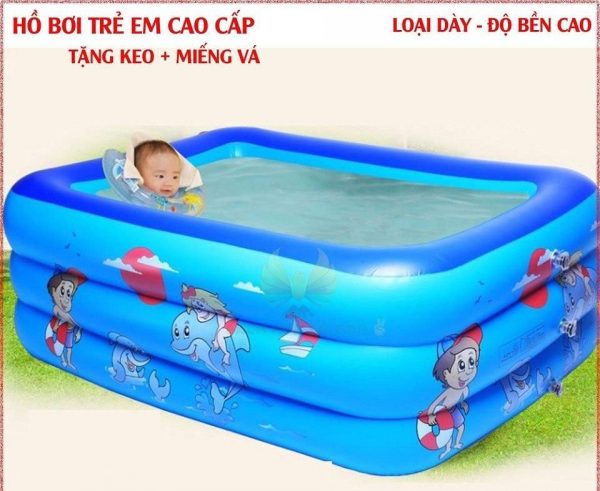 HỒ BƠI TRẺ EM CAO CẤP
TẶNG KEO + MIẾNG VÁ
LOẠI DÀY - ĐỘ BỀN CAO